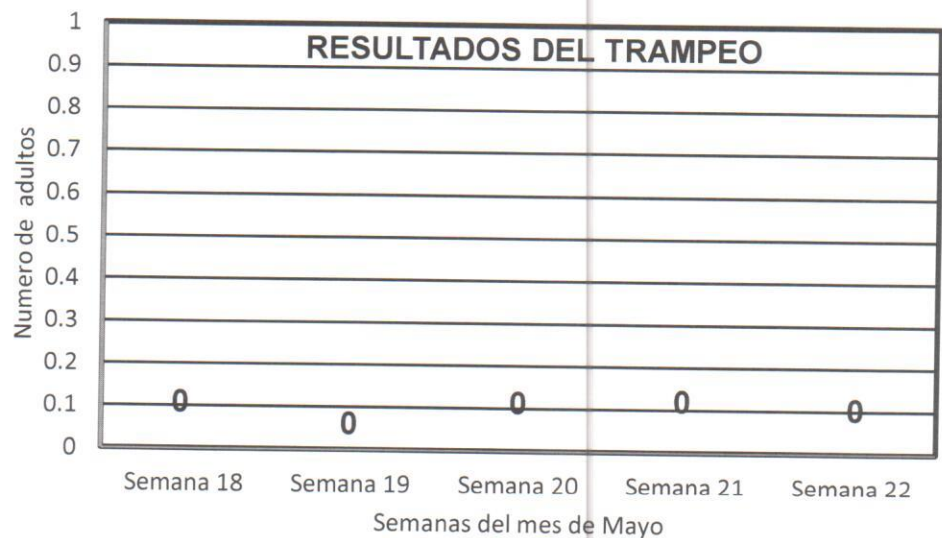 RESULTADOS DEL TRAMPEO
1
0.9
0.8
0.7
0.6
0.5
0.4
0.3
0.2
0.1
0
Numero de adultos
0 0 0 0 0
Semana 18 Semana 19 Semana 20 Semana 21 Semana 22
Semanas del mes de Mayo